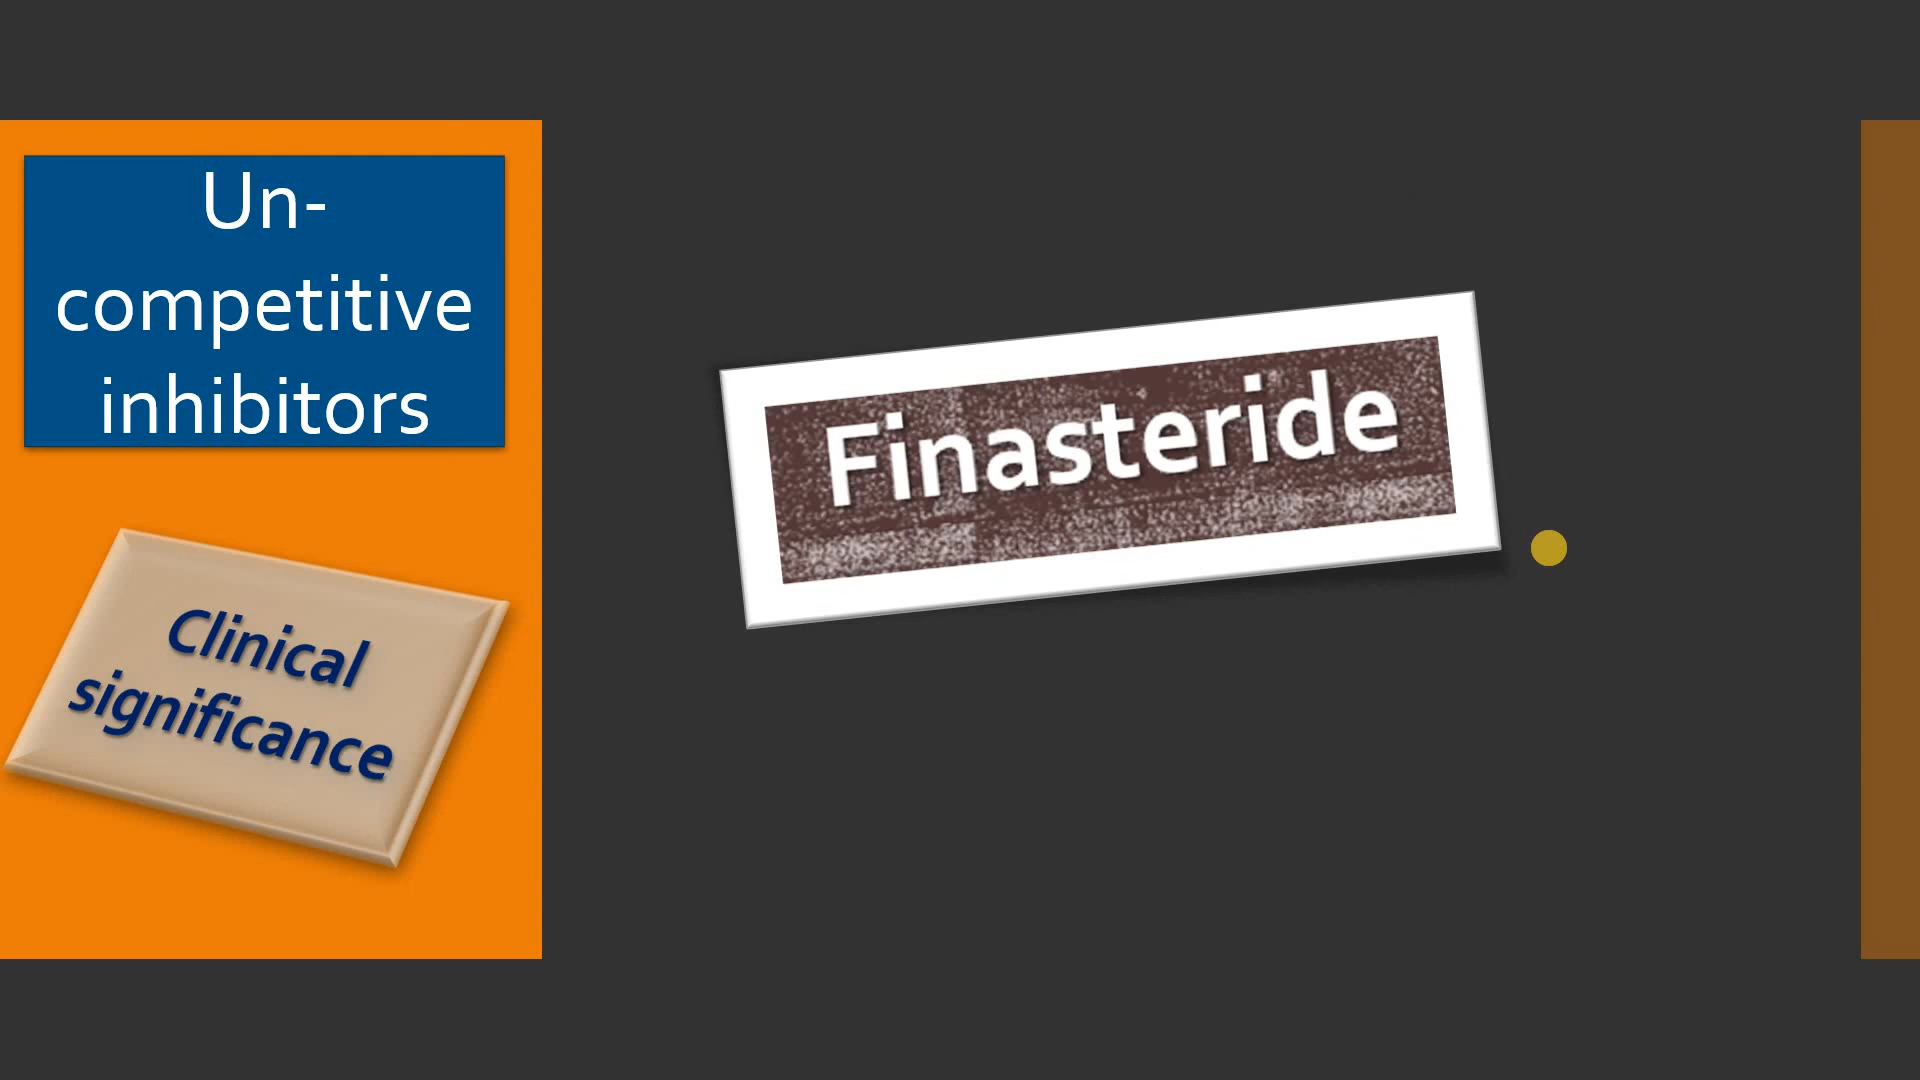 Un-
competitive
inhibitors
Clinical
significance
Finasteride